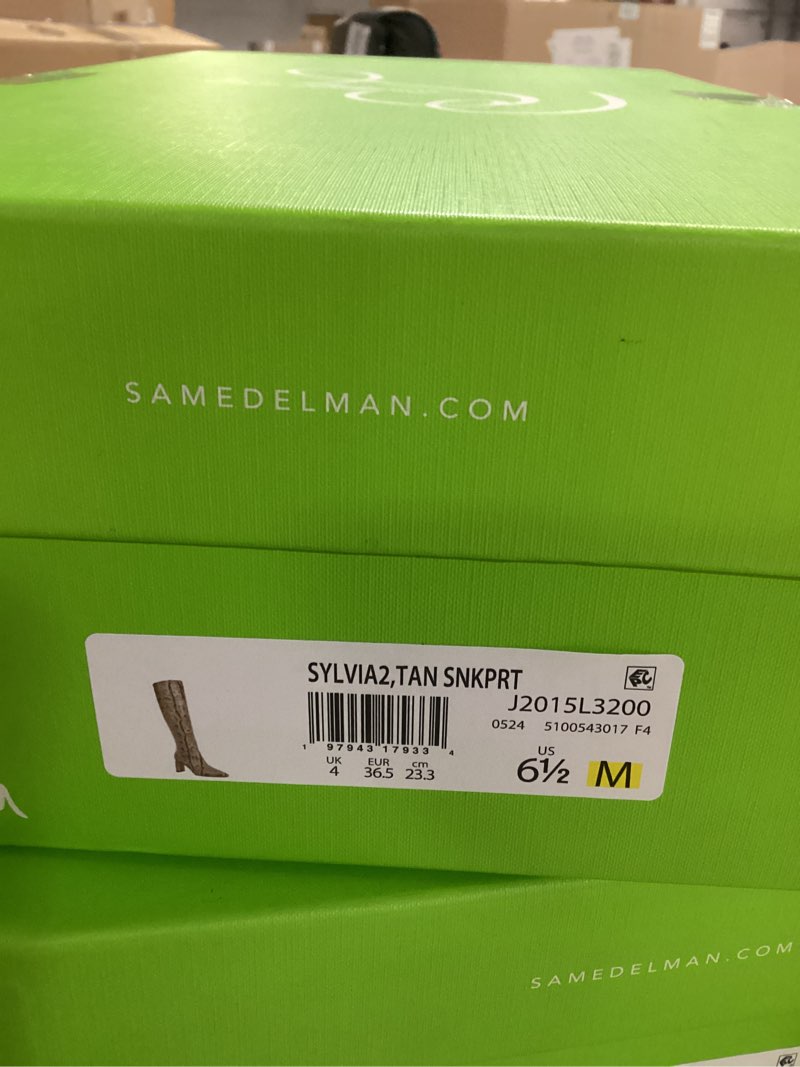 SAMEDELMAN.COM
SYLVIA2,TAN SNKPRT
J2015L3200
0524 5100543017 F4
1 97943 17933 4
UK EUR cm
4 36.5 23.3
US
6½ M
SAMEDELMAN.COM